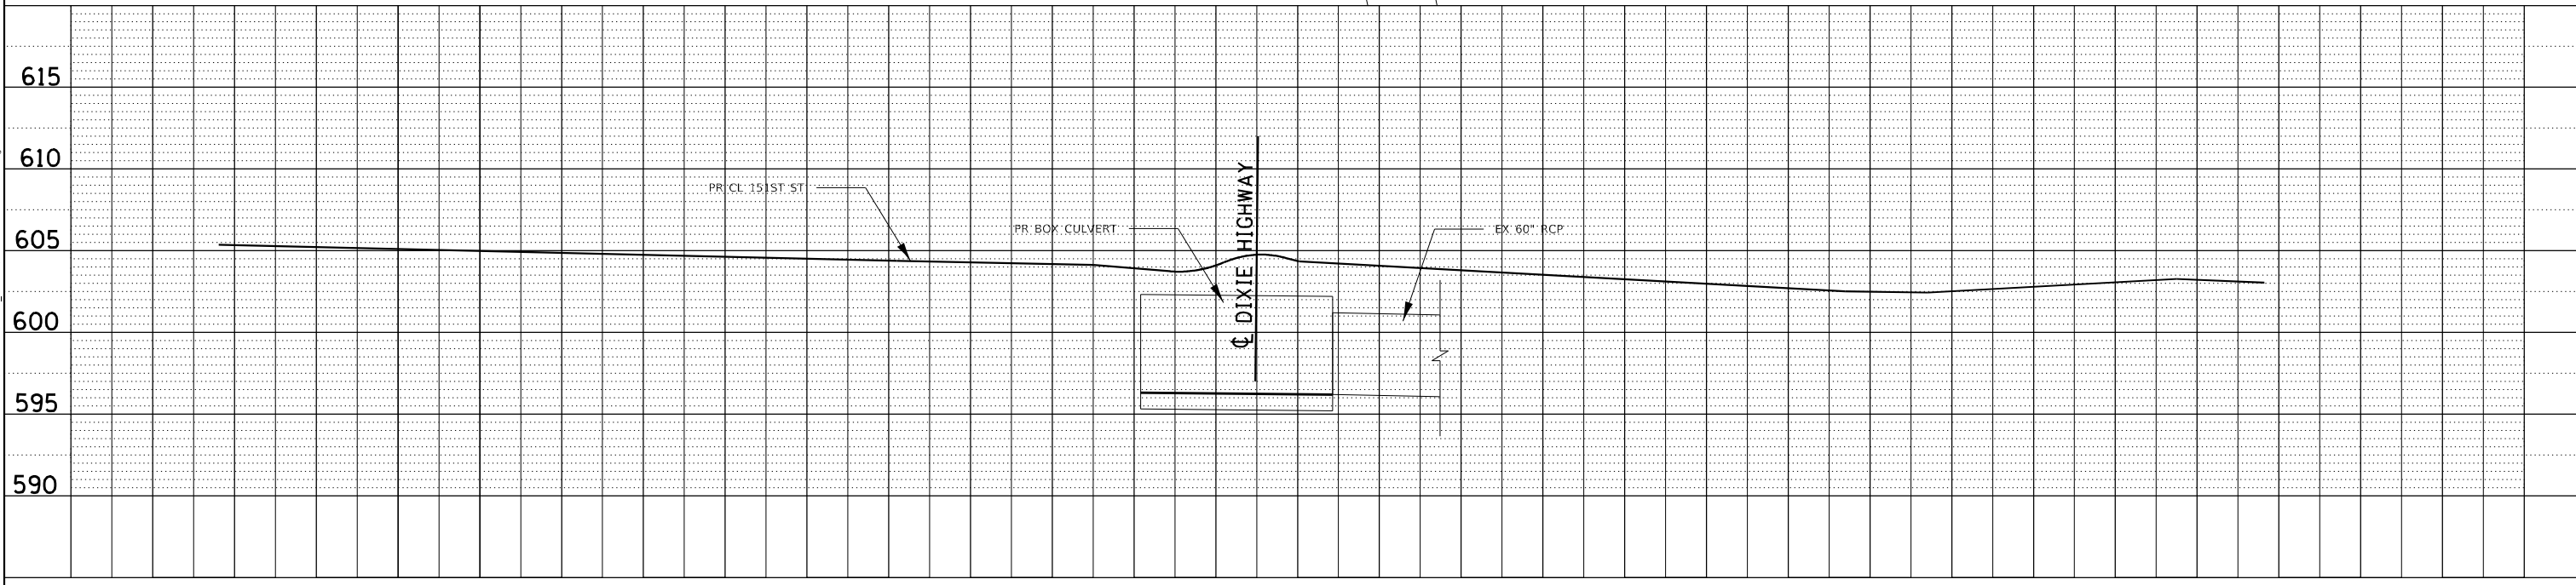 615
610
PR CL 151ST ST
605
PR BOX CULVERT
℄ DIXIE HIGHWAY
EX 60" RCP
600
595
590